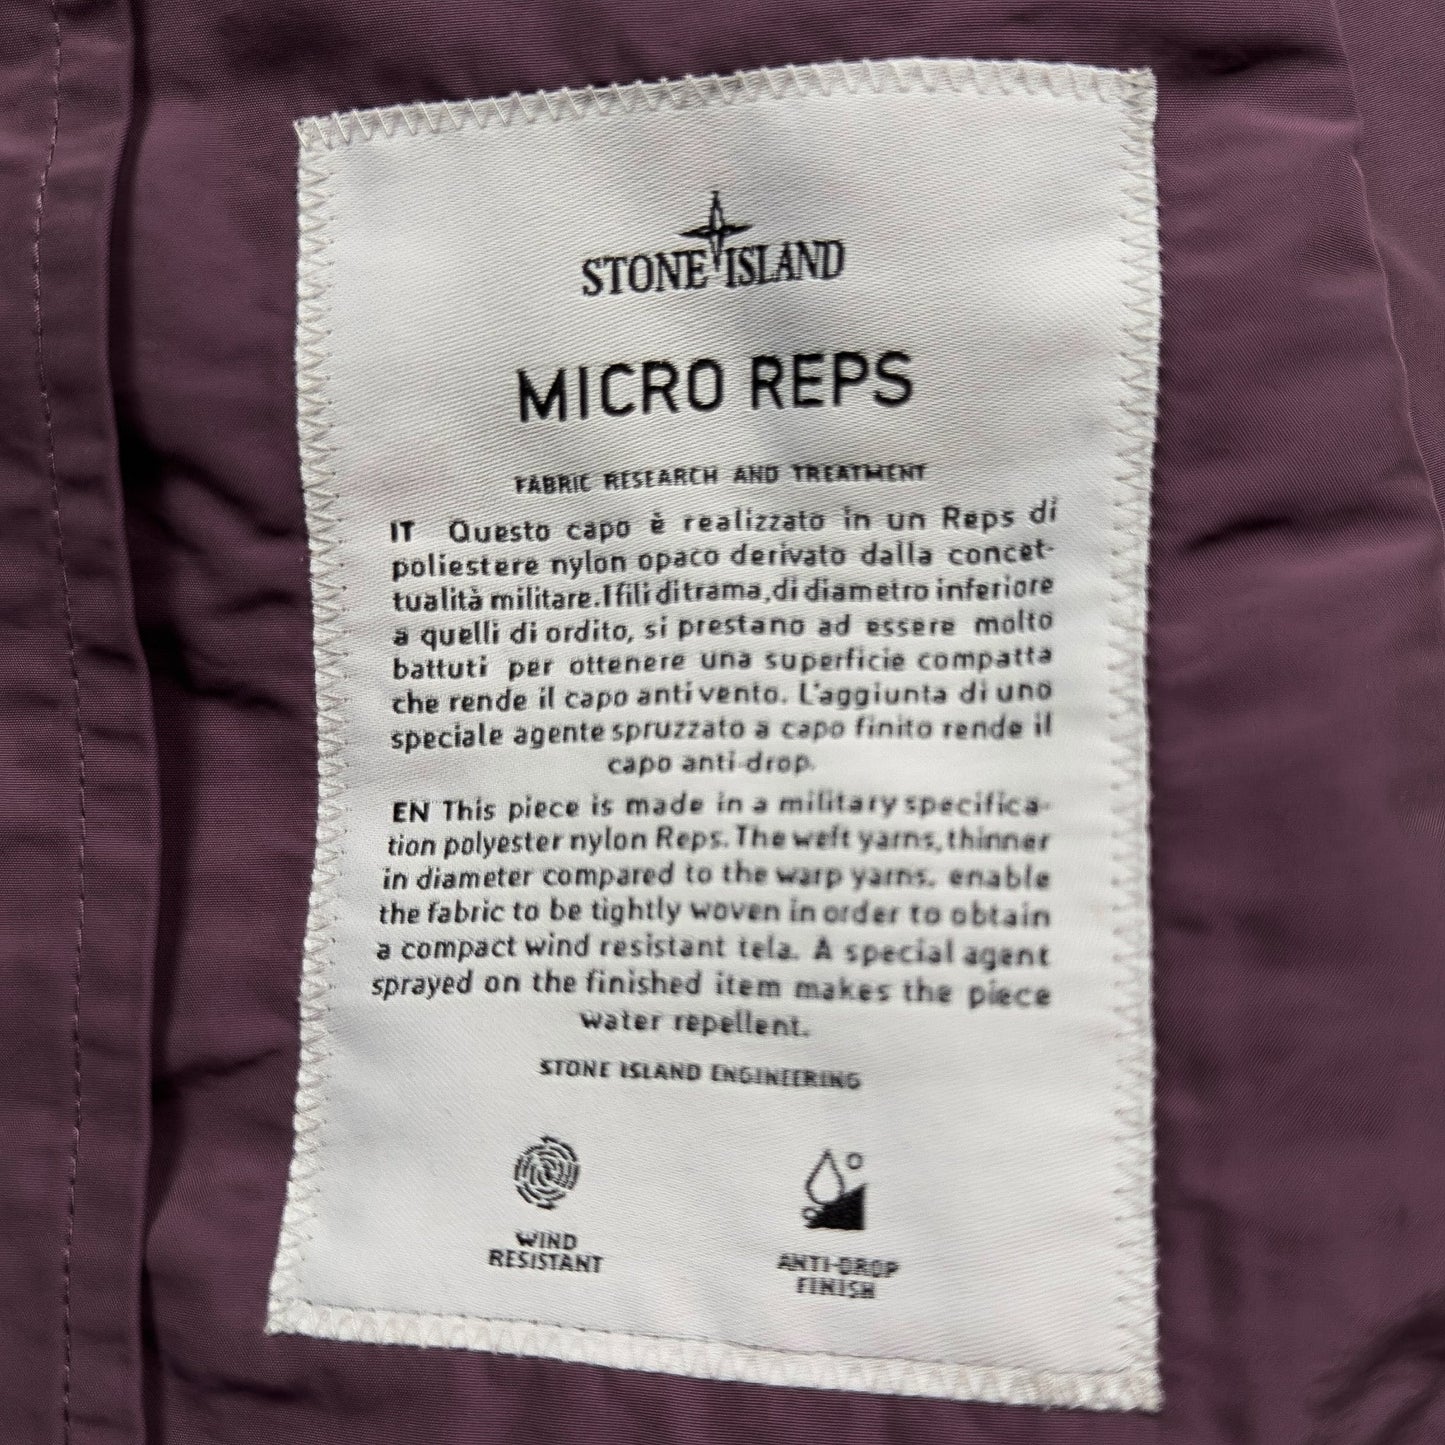 STONE ISLAND
MICRO REPS
FABRIC RESEARCH AND TREATMENT
IT Questo capo è realizzato in un Reps di
poliestere nylon opaco derivato dalla concet-
tualità militare. I fili di trama, di diametro inferiore
a quelli di ordito, si prestano ad essere molto
battuti per ottenere una superficie compatta
che rende il capo antivento. L'aggiunta di uno
speciale agente spruzzato a capo finito rende il
capo anti-drop.
EN This piece is made in a military specifica-
tion polyester nylon Reps. The weft yarns, thinner
in diameter compared to the warp yarns, enable
the fabric to be tightly woven in order to obtain
a compact wind resistant tela. A special agent
sprayed on the finished item makes the piece
water repellent.
STONE ISLAND ENGINEERING
WIND
RESISTANT
ANTI-DROP
FINISH